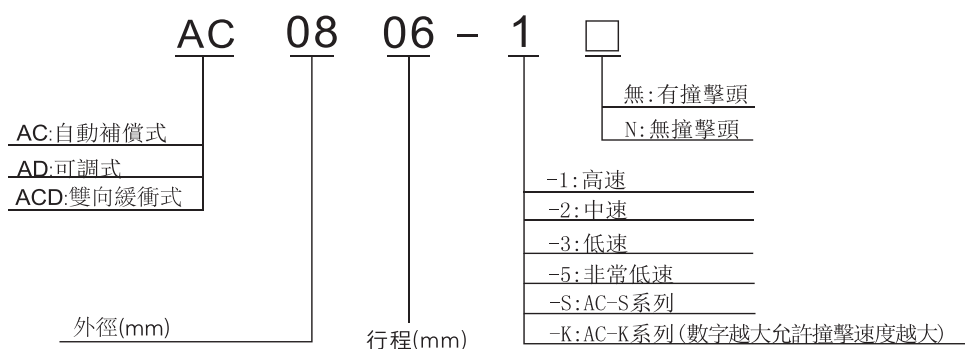 AC 08 06 - 1 □
無:有撞擊頭
N:無撞擊頭
AC:自動補償式
AD:可調式
ACD:雙向緩衝式
-1:高速
-2:中速
-3:低速
-5:非常低速
-S:AC-S系列
-K:AC-K系列(數字越大允許撞擊速度越大)
外徑(mm)
行程(mm)